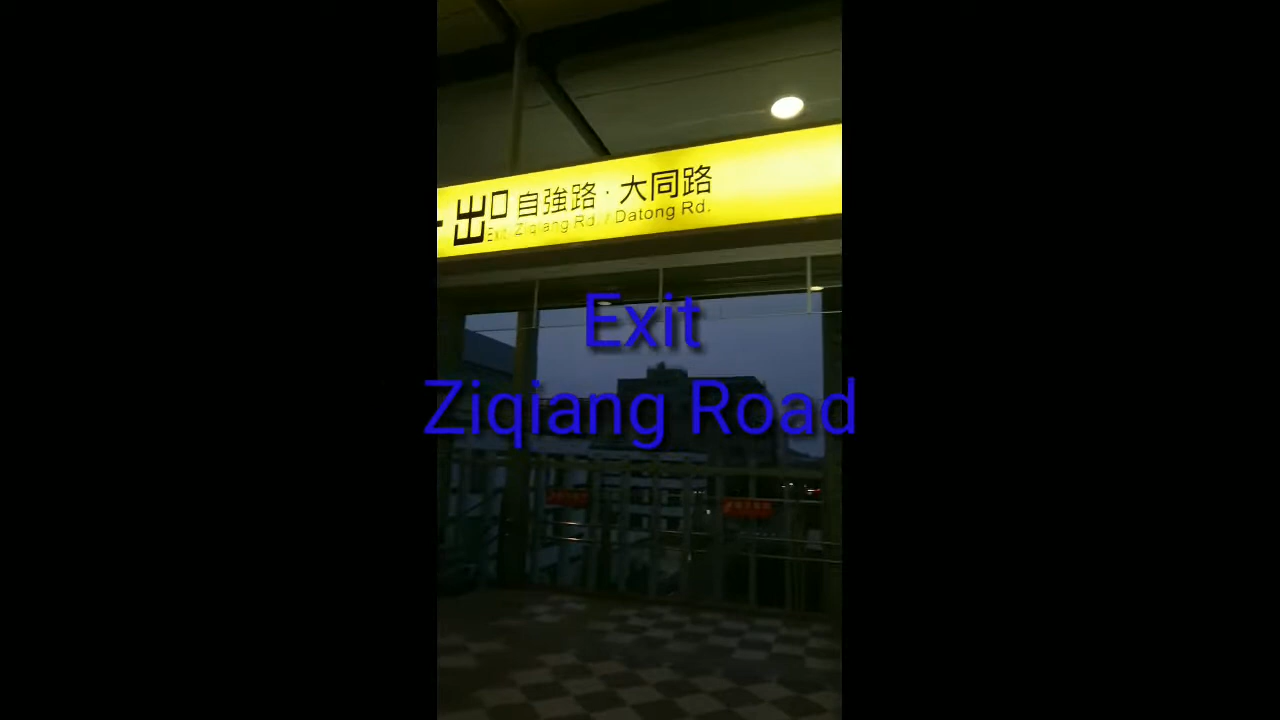 出口 自強路·大同路
Exit Ziqiang Rd. / Datong Rd.
Exit
Ziqiang Road